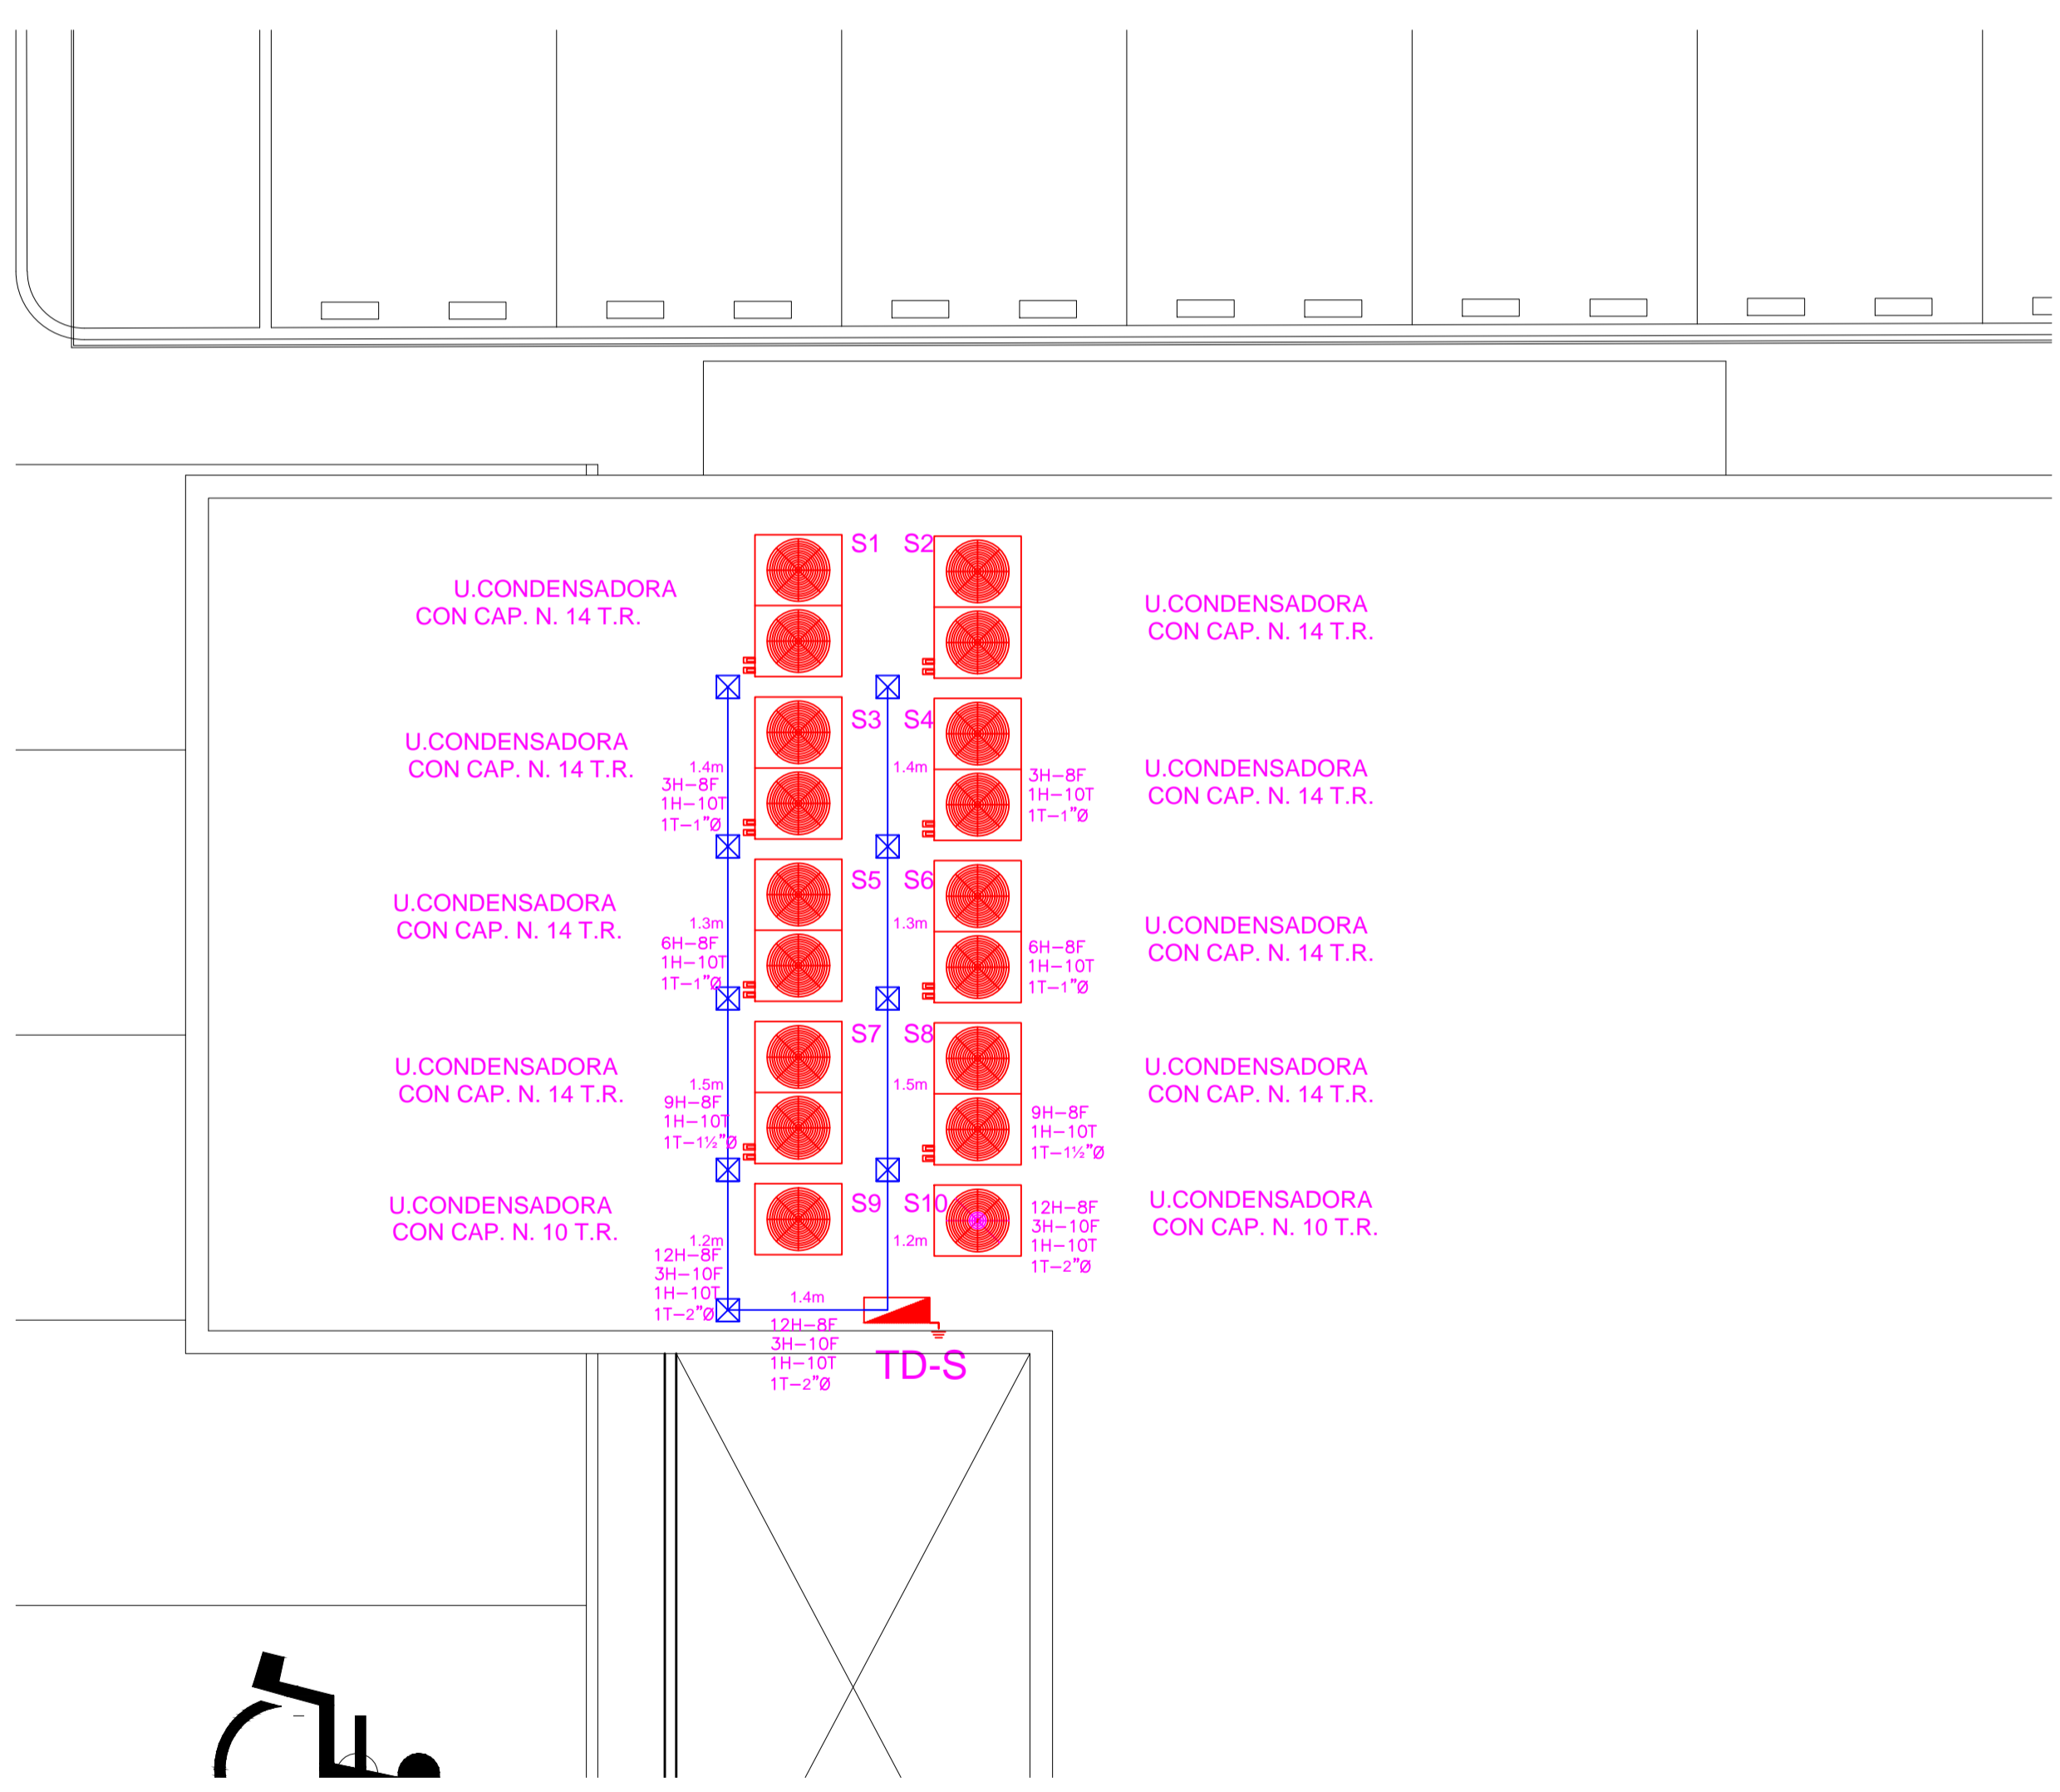 S1
S2
U.CONDENSADORA
CON CAP. N. 14 T.R.
U.CONDENSADORA
CON CAP. N. 14 T.R.
S3
S4
U.CONDENSADORA
CON CAP. N. 14 T.R.
U.CONDENSADORA
CON CAP. N. 14 T.R.
1.4m
3H-8F
1H-10T
1T-1"Ø
1.4m
3H-8F
1H-10T
1T-1"Ø
S5
S6
U.CONDENSADORA
CON CAP. N. 14 T.R.
U.CONDENSADORA
CON CAP. N. 14 T.R.
1.3m
6H-8F
1H-10T
1T-1"Ø
1.3m
6H-8F
1H-10T
1T-1"Ø
S7
S8
U.CONDENSADORA
CON CAP. N. 14 T.R.
U.CONDENSADORA
CON CAP. N. 14 T.R.
1.5m
9H-8F
1H-10T
1T-1½"Ø
1.5m
9H-8F
1H-10T
1T-1½"Ø
S9
S10
U.CONDENSADORA
CON CAP. N. 10 T.R.
U.CONDENSADORA
CON CAP. N. 10 T.R.
1.2m
12H-8F
3H-10F
1H-10T
1T-2"Ø
1.2m
12H-8F
3H-10F
1H-10T
1T-2"Ø
1.4m
12H-8F
3H-10F
1H-10T
1T-2"Ø
TD-S